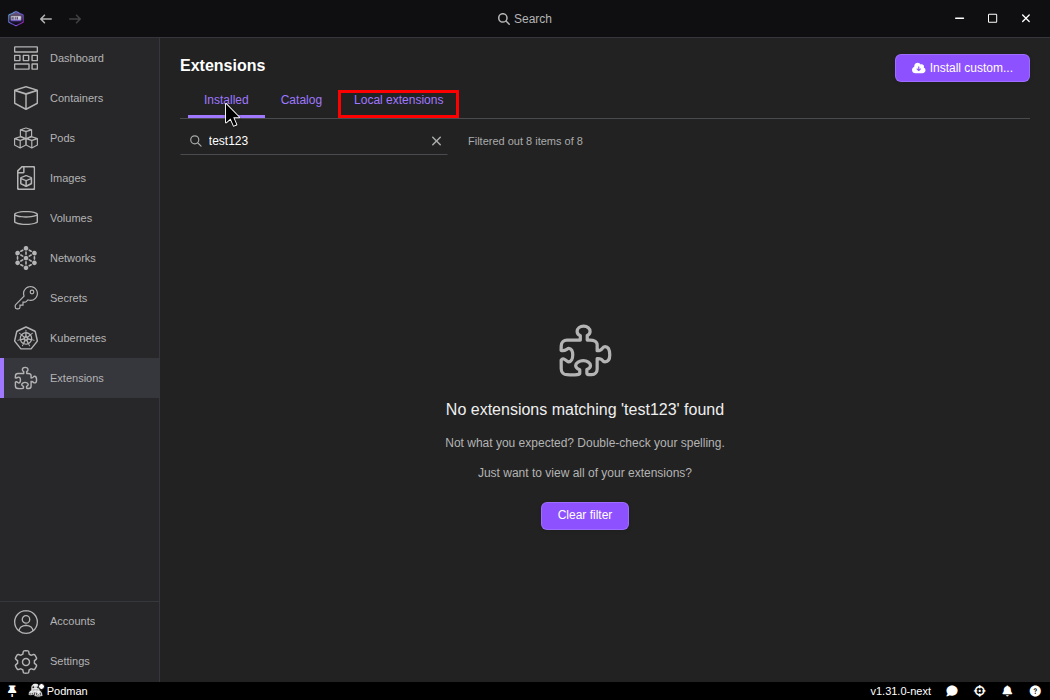 Search
Dashboard
Containers
Pods
Images
Volumes
Networks
Secrets
Kubernetes
Extensions
Accounts
Settings
Extensions
Install custom...
Installed
Catalog
Local extensions
test123
Filtered out 8 items of 8
No extensions matching 'test123' found
Not what you expected? Double-check your spelling.
Just want to view all of your extensions?
Clear filter
Podman
v1.31.0-next